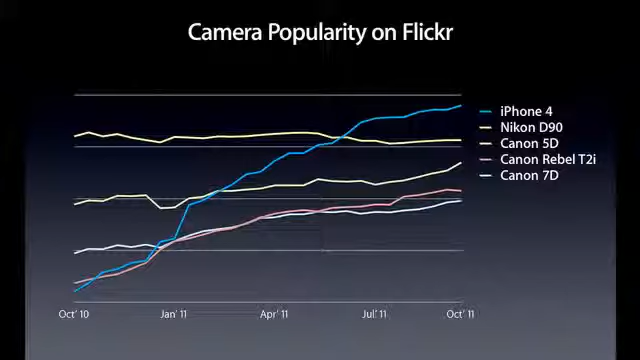 Camera Popularity on Flickr
iPhone 4
Nikon D90
Canon 5D
Canon Rebel T2i
Canon 7D
Oct' 10
Jan' 11
Apr' 11
Jul' 11
Oct' 11